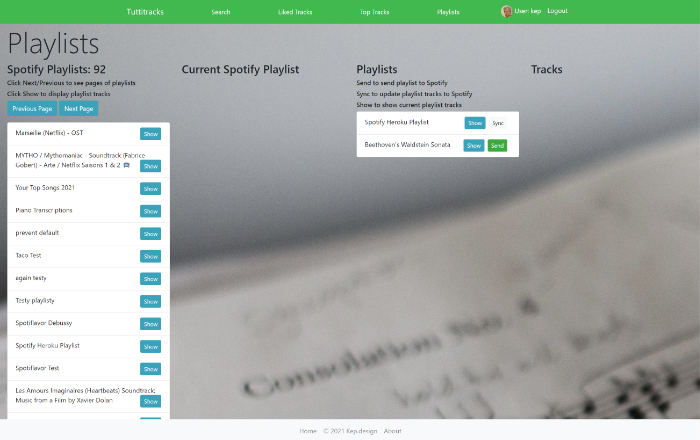 Tuttitracks Search Liked Tracks Top Tracks Playlists User: kep Logout
Playlists
Spotify Playlists: 92
Click Next/Previous to see pages of playlists
Click Show to display playlist tracks
Previous Page Next Page
Marseille (Netflix) - OST Show
MYTHO / Mythomaniac - Soundtrack (Fabrice
Gobert) - Arte / Netflix Saisons 1 & 2 Show
Your Top Songs 2021 Show
Piano Transcriptions Show
prevent default Show
Taco Test Show
again testy Show
Testy playlisty Show
Spotiflavor Debussy Show
Spotify Heroku Playlist Show
Spotiflavor Test Show
Les Amours Imaginaires (Heartbeats) Soundtrack:
Music from a Film by Xavier Dolan Show
Current Spotify Playlist
Playlists
Send to send playlist to Spotify
Sync to update playlist tracks to Spotify
Show to show current playlist tracks
Spotify Heroku Playlist Show Sync
Beethoven's Waldstein Sonata Show Send
Tracks
Consolation No. 
Home © 2021 Kep.design About